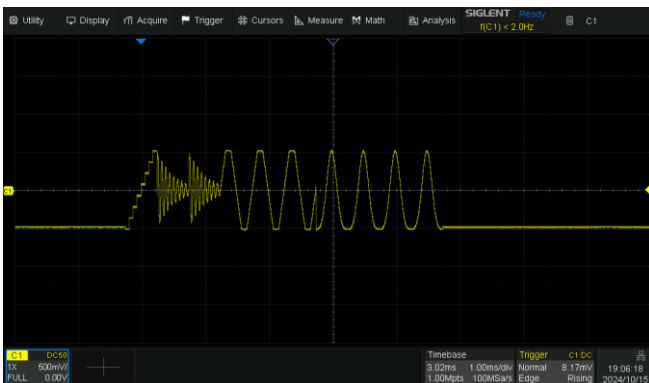 Utility Display Acquire Trigger Cursors Measure Math Analysis SIGLENT Ready C1
f(C1) < 2.0Hz
C1
C1 DC50 Timebase Trigger C1 DC
1X 500mV/ 3.02ms 1.00ms/div Normal 8.17mV 19:06:18
FULL 0.00V 1.00Mpts 100MSa/s Edge Rising 2024/10/15